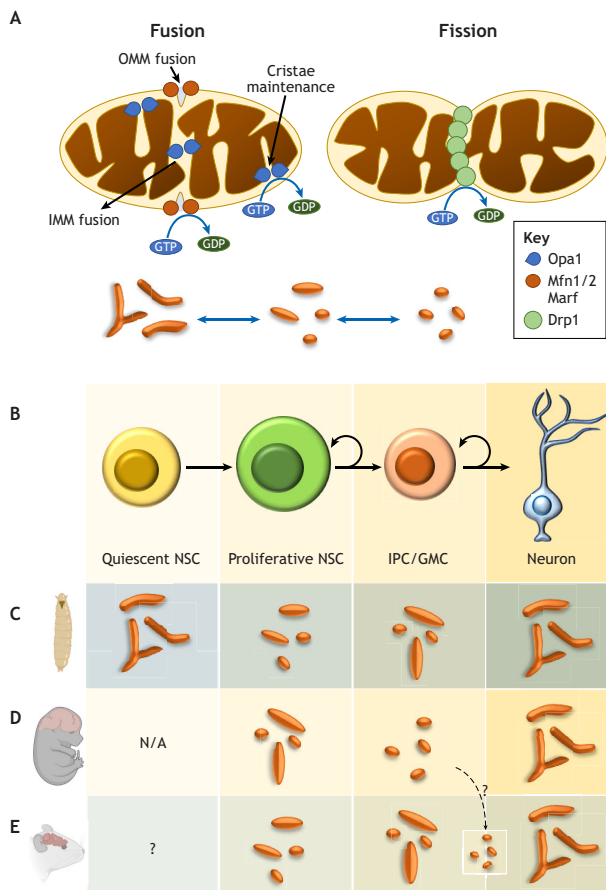 A
Fusion
Fission
OMM fusion
Cristae
maintenance
IMM fusion
GTP
GDP
GTP
GDP
GTP
GDP
Key
Opa1
Mfn1/2
Marf
Drp1
B
Quiescent NSC
Proliferative NSC
IPC/GMC
Neuron
C
D
N/A
?
E
?